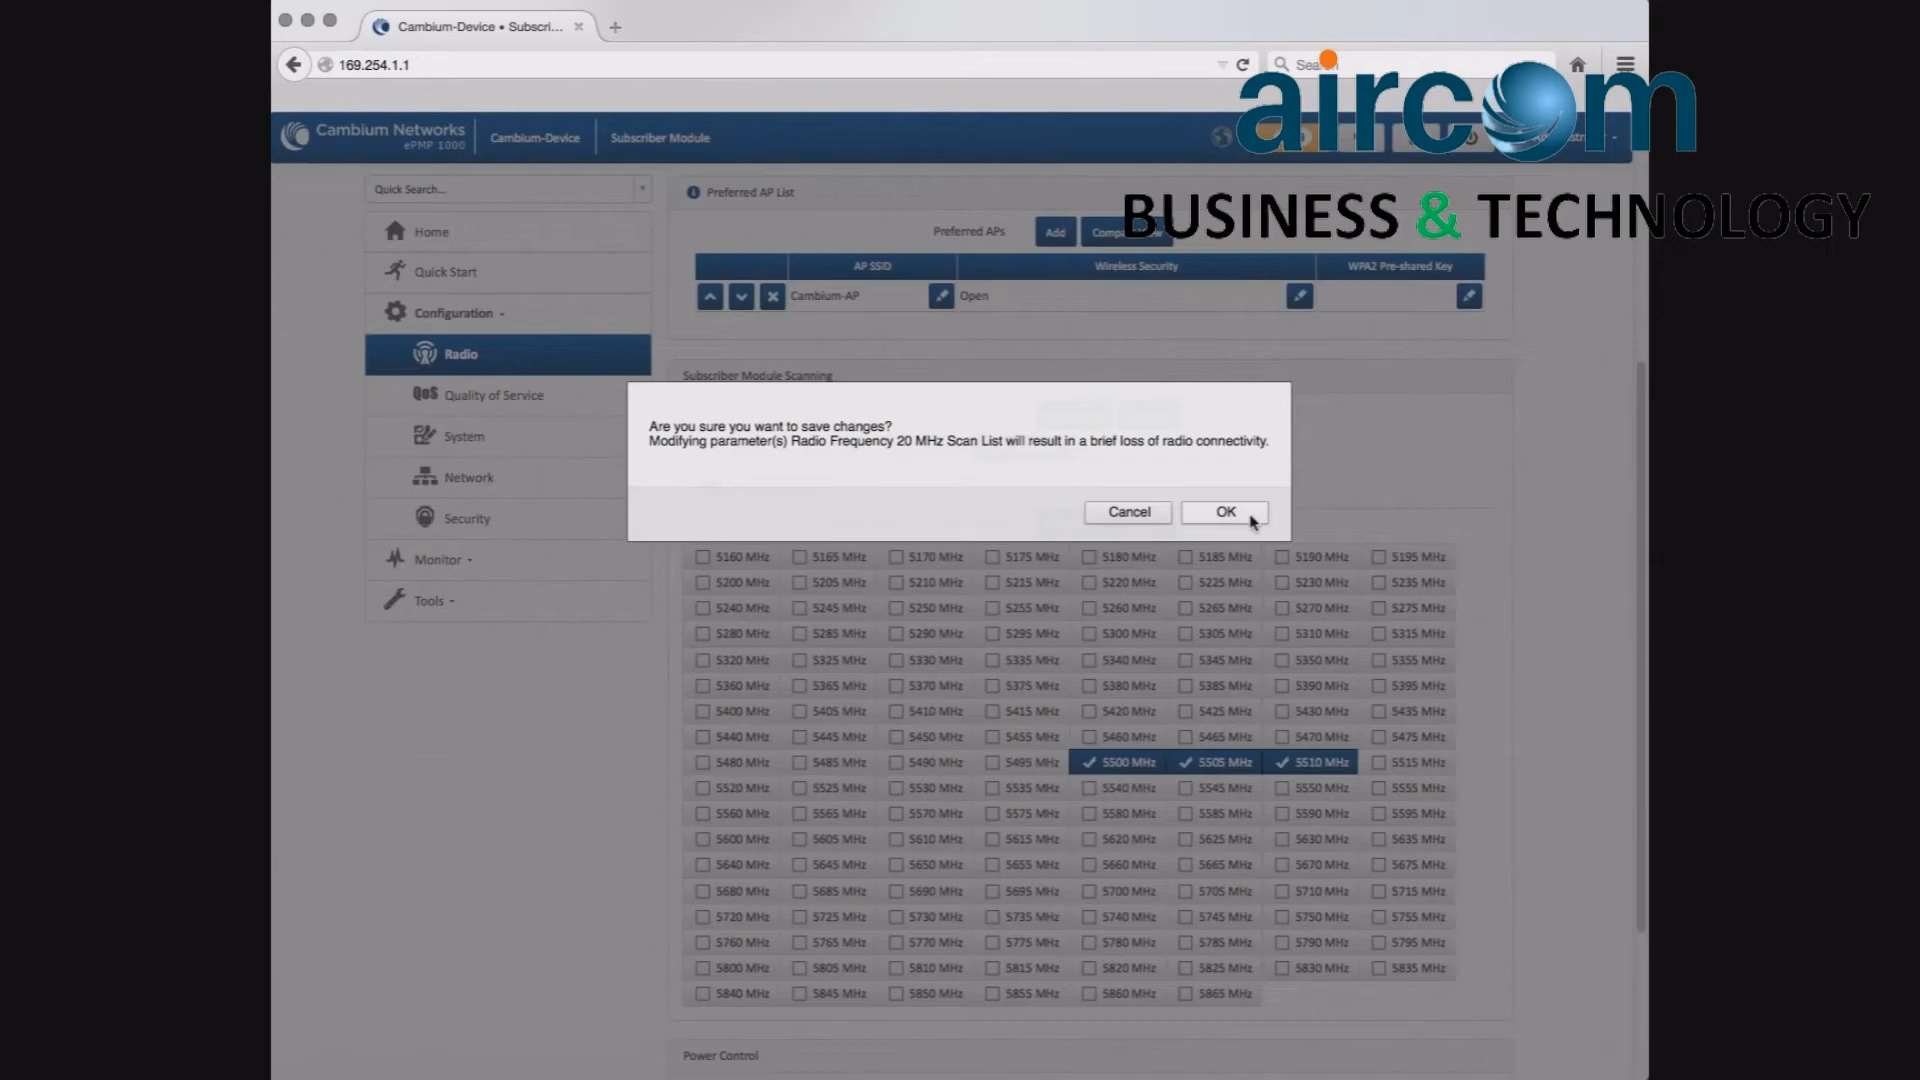 Cambium-Device • Subscri...
169.254.1.1
aircom
BUSINESS & TECHNOLOGY
Cambium Networks
ePMP 1000
Cambium-Device
Subscriber Module
Quick Search...
Home
Quick Start
Configuration
Radio
QoS Quality of Service
System
Network
Security
Monitor
Tools
Preferred AP List
Preferred APs Add
AP SSID Wireless Security WPA2 Pre-shared Key
Cambium-AP Open
Subscriber Module Scanning
Are you sure you want to save changes?
Modifying parameter(s) Radio Frequency 20 MHz Scan List will result in a brief loss of radio connectivity.
Cancel OK
5160 MHz 5165 MHz 5170 MHz 5175 MHz 5180 MHz 5185 MHz 5190 MHz 5195 MHz
5200 MHz 5205 MHz 5210 MHz 5215 MHz 5220 MHz 5225 MHz 5230 MHz 5235 MHz
5240 MHz 5245 MHz 5250 MHz 5255 MHz 5260 MHz 5265 MHz 5270 MHz 5275 MHz
5280 MHz 5285 MHz 5290 MHz 5295 MHz 5300 MHz 5305 MHz 5310 MHz 5315 MHz
5320 MHz 5325 MHz 5330 MHz 5335 MHz 5340 MHz 5345 MHz 5350 MHz 5355 MHz
5360 MHz 5365 MHz 5370 MHz 5375 MHz 5380 MHz 5385 MHz 5390 MHz 5395 MHz
5400 MHz 5405 MHz 5410 MHz 5415 MHz 5420 MHz 5425 MHz 5430 MHz 5435 MHz
5440 MHz 5445 MHz 5450 MHz 5455 MHz 5460 MHz 5465 MHz 5470 MHz 5475 MHz
5480 MHz 5485 MHz 5490 MHz 5495 MHz 5500 MHz 5505 MHz 5510 MHz 5515 MHz
5520 MHz 5525 MHz 5530 MHz 5535 MHz 5540 MHz 5545 MHz 5550 MHz 5555 MHz
5560 MHz 5565 MHz 5570 MHz 5575 MHz 5580 MHz 5585 MHz 5590 MHz 5595 MHz
5600 MHz 5605 MHz 5610 MHz 5615 MHz 5620 MHz 5625 MHz 5630 MHz 5635 MHz
5640 MHz 5645 MHz 5650 MHz 5655 MHz 5660 MHz 5665 MHz 5670 MHz 5675 MHz
5680 MHz 5685 MHz 5690 MHz 5695 MHz 5700 MHz 5705 MHz 5710 MHz 5715 MHz
5720 MHz 5725 MHz 5730 MHz 5735 MHz 5740 MHz 5745 MHz 5750 MHz 5755 MHz
5760 MHz 5765 MHz 5770 MHz 5775 MHz 5780 MHz 5785 MHz 5790 MHz 5795 MHz
5800 MHz 5805 MHz 5810 MHz 5815 MHz 5820 MHz 5825 MHz 5830 MHz 5835 MHz
5840 MHz 5845 MHz 5850 MHz 5855 MHz 5860 MHz 5865 MHz
Power Control